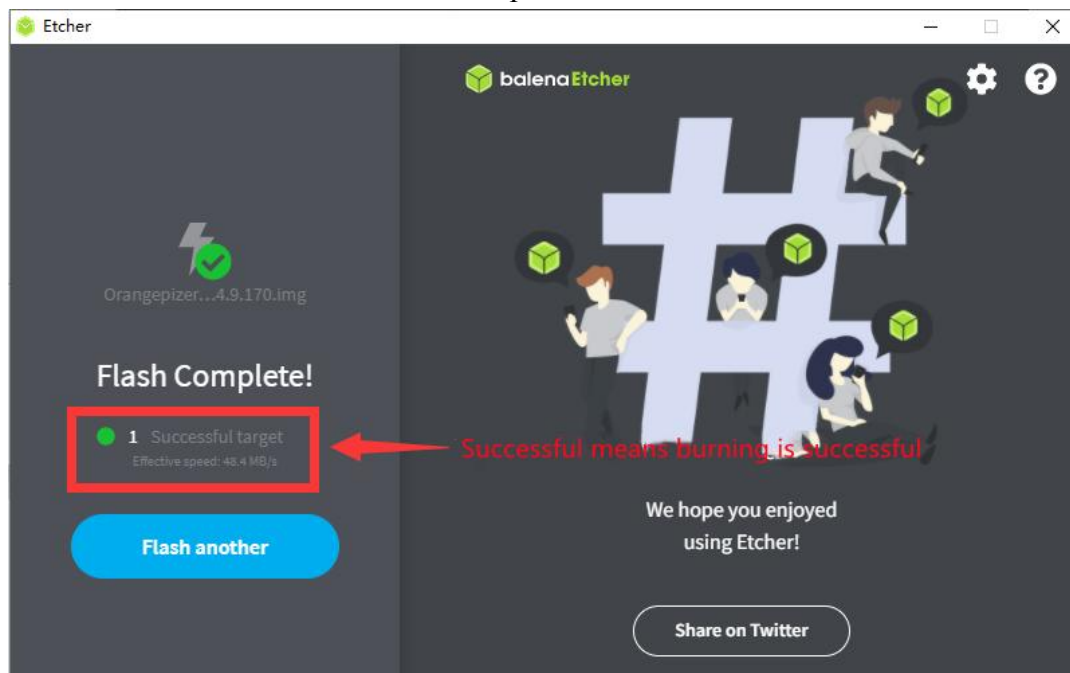 Etcher
balenaEtcher
Orangepizer...4.9.170.img
Flash Complete!
1 Successful target
Effective speed: 48.4 MB/s
Successful means burning is successful
Flash another
We hope you enjoyed
using Etcher!
Share on Twitter